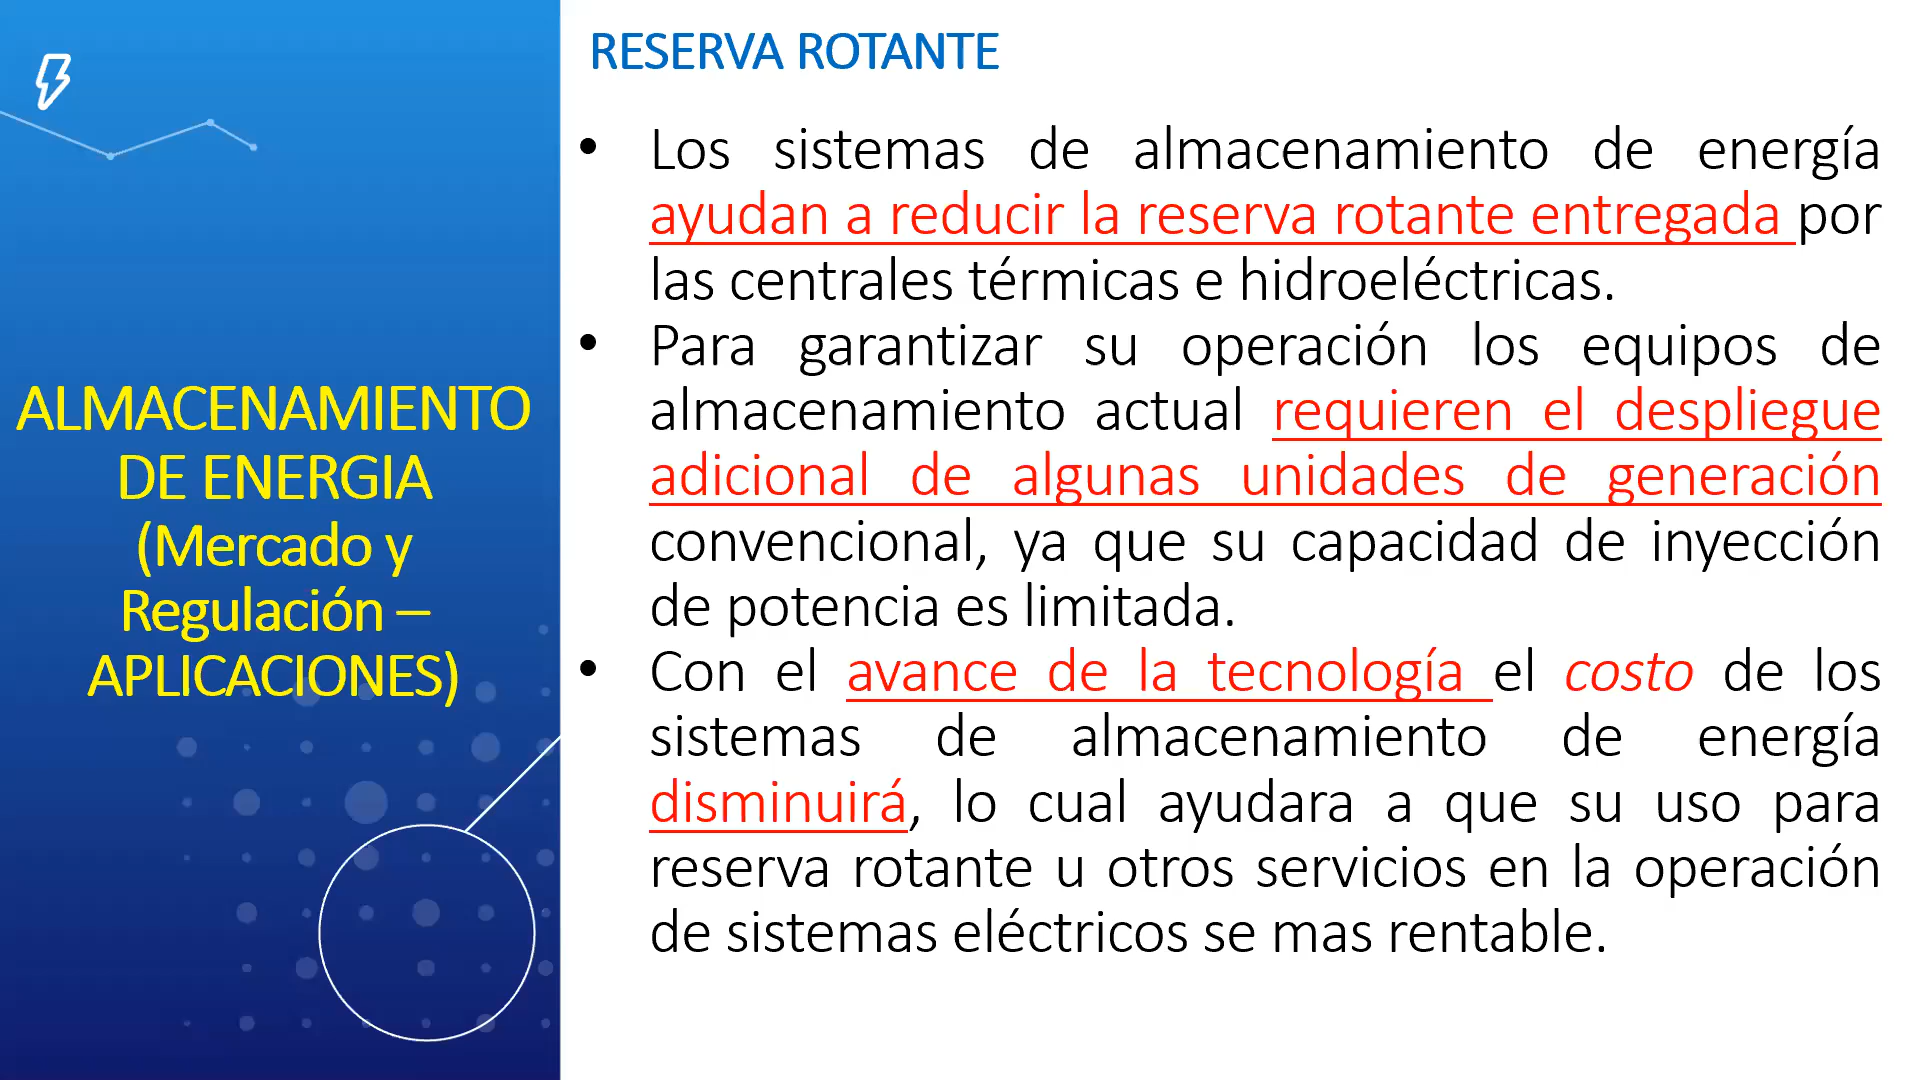 ALMACENAMIENTO
DE ENERGIA
(Mercado y
Regulación –
APLICACIONES)
RESERVA ROTANTE
• Los sistemas de almacenamiento de energía
ayudan a reducir la reserva rotante entregada por
las centrales térmicas e hidroeléctricas.
• Para garantizar su operación los equipos de
almacenamiento actual requieren el despliegue
adicional de algunas unidades de generación
convencional, ya que su capacidad de inyección
de potencia es limitada.
• Con el avance de la tecnología el costo de los
sistemas de almacenamiento de energía
disminuirá, lo cual ayudara a que su uso para
reserva rotante u otros servicios en la operación
de sistemas eléctricos se mas rentable.